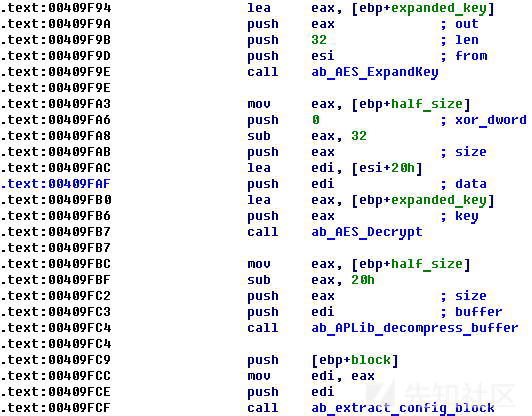 .text:00409F94 lea eax, [ebp+expanded_key]
.text:00409F9A push eax ; out
.text:00409F9B push 32 ; len
.text:00409F9D push esi ; from
.text:00409F9E call ab_AES_ExpandKey
.text:00409F9E
.text:00409FA3 mov eax, [ebp+half_size]
.text:00409FA6 push 0 ; xor_dword
.text:00409FA8 sub eax, 32
.text:00409FAB push eax ; size
.text:00409FAC lea edi, [esi+20h]
.text:00409FAF push edi ; data
.text:00409FB0 lea eax, [ebp+expanded_key]
.text:00409FB6 push eax ; key
.text:00409FB7 call ab_AES_Decrypt
.text:00409FB7
.text:00409FBC mov eax, [ebp+half_size]
.text:00409FBF sub eax, 20h
.text:00409FC2 push eax ; size
.text:00409FC3 push edi ; buffer
.text:00409FC4 call ab_APLib_decompress_buffer
.text:00409FC4
.text:00409FC9 push [ebp+block]
.text:00409FCC mov edi, eax
.text:00409FCE push edi
.text:00409FCF call ab_extract_config_block
先知社区